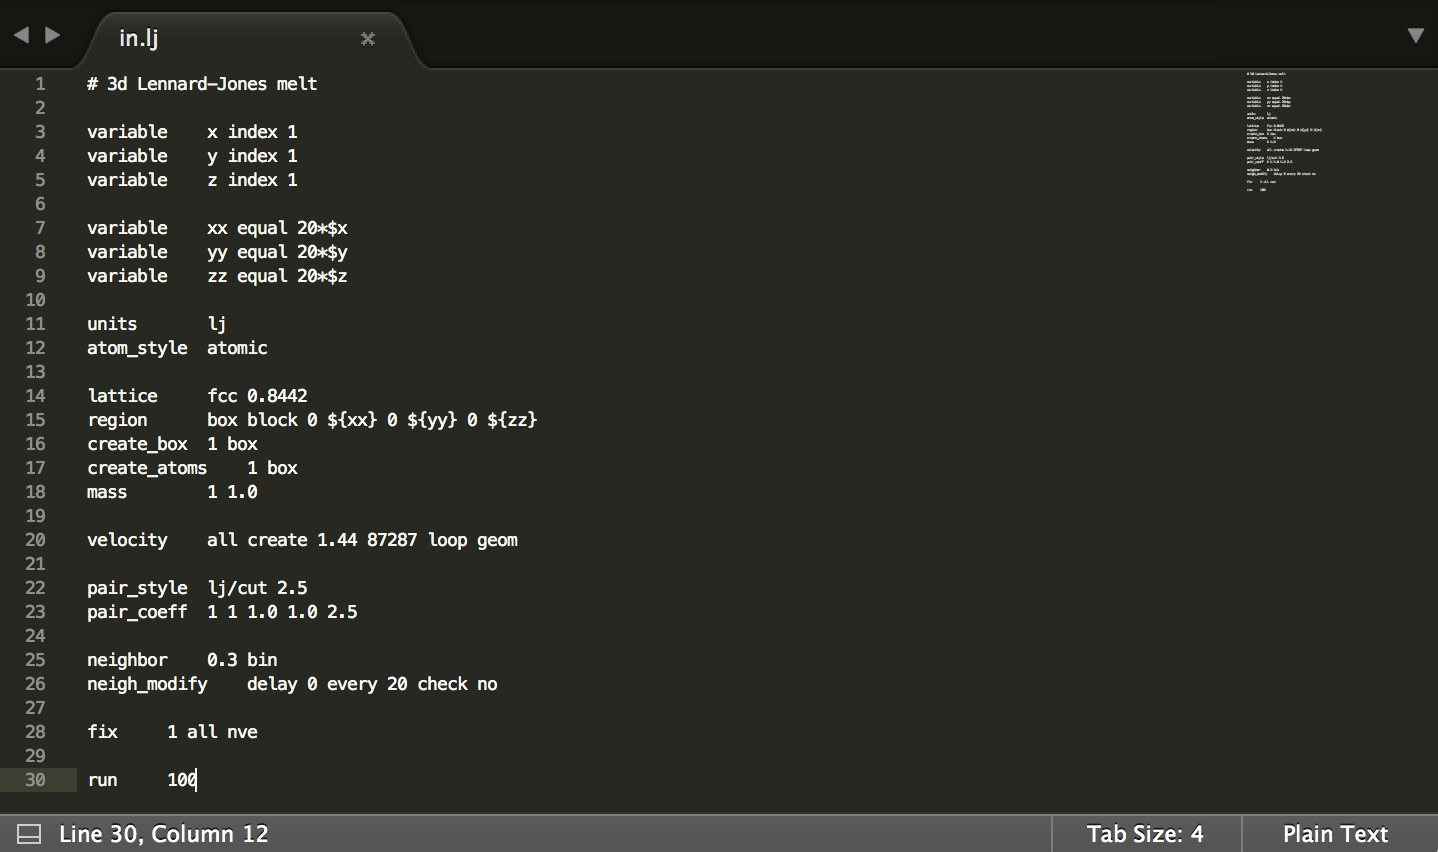 in.lj
1 # 3d Lennard-Jones melt
2
3 variable    x index 1
4 variable    y index 1
5 variable    z index 1
6
7 variable    xx equal 20*$x
8 variable    yy equal 20*$y
9 variable    zz equal 20*$z
10
11 units       lj
12 atom_style  atomic
13
14 lattice     fcc 0.8442
15 region      box block 0 ${xx} 0 ${yy} 0 ${zz}
16 create_box  1 box
17 create_atoms    1 box
18 mass        1 1.0
19
20 velocity    all create 1.44 87287 loop geom
21
22 pair_style  lj/cut 2.5
23 pair_coeff  1 1 1.0 1.0 2.5
24
25 neighbor    0.3 bin
26 neigh_modify    delay 0 every 20 check no
27
28 fix     1 all nve
29
30 run     100
Line 30, Column 12 Tab Size: 4 Plain Text